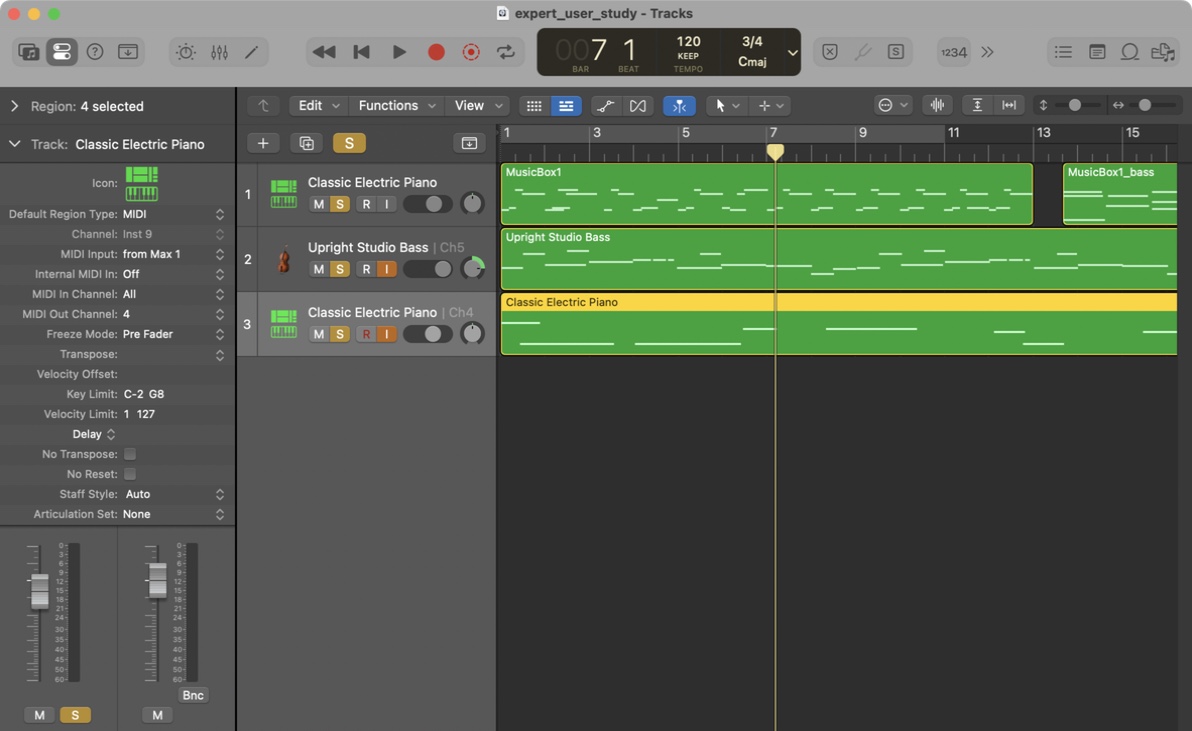 expert_user_study - Tracks
007 1
BAR BEAT
120
KEEP
TEMPO
3/4
Cmaj
S
1234
Region: 4 selected
Edit Functions View
Track: Classic Electric Piano
S
1 3 5 7 9 11 13 15
Icon:
Default Region Type: MIDI
Channel: Inst 9
MIDI Input: from Max 1
Internal MIDI In: Off
MIDI In Channel: All
MIDI Out Channel: 4
Freeze Mode: Pre Fader
Transpose:
Velocity Offset:
Key Limit: C-2 G8
Velocity Limit: 1 127
Delay
No Transpose:
No Reset:
Staff Style: Auto
Articulation Set: None
1
Classic Electric Piano
M S R I
MusicBox1
MusicBox1_bass
2
Upright Studio Bass | Ch5
M S R I
Upright Studio Bass
3
Classic Electric Piano | Ch4
M S R I
Classic Electric Piano
0
3
6
9
12
15
18
21
24
30
35
40
45
50
60
0
3
6
9
12
15
18
21
24
30
35
40
45
50
60
Bnc
M S
M